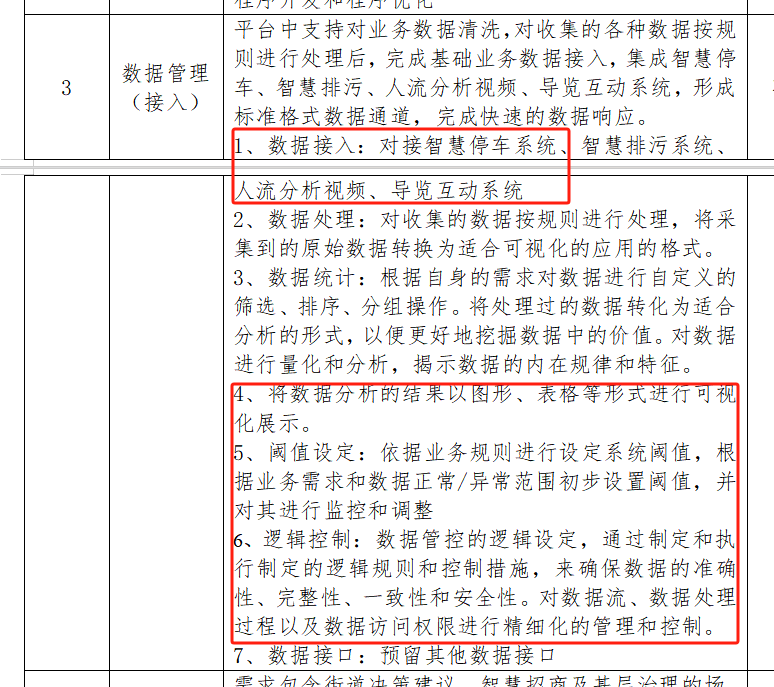 程序开发和程序优化
3
数据管理
（接入）
平台中支持对业务数据清洗，对收集的各种数据按规
则进行处理后，完成基础业务数据接入，集成智慧停
车、智慧排污、人流分析视频、导览互动系统，形成
标准格式数据通道，完成快速的数据响应。
1、数据接入：对接智慧停车系统、智慧排污系统、
人流分析视频、导览互动系统
2、数据处理：对收集的数据按规则进行处理，将采
集到的原始数据转换为适合可视化的应用的格式。
3、数据统计：根据自身的需求对数据进行自定义的
筛选、排序、分组操作。将处理过的数据转化为适合
分析的形式，以便更好地挖掘数据中的价值。对数据
进行量化和分析，揭示数据的内在规律和特征。
4、将数据分析的结果以图形、表格等形式进行可视
化展示。
5、阈值设定：依据业务规则进行设定系统阈值，根
据业务需求和数据正常/异常范围初步设置阈值，并
对其进行监控和调整
6、逻辑控制：数据管控的逻辑设定，通过制定和执
行制定的逻辑规则和控制措施，来确保数据的准确
性、完整性、一致性和安全性。对数据流、数据处理
过程以及数据访问权限进行精细化的管理和控制。
7、数据接口：预留其他数据接口
需求包含街道决策建议、智慧招商及基层治理的场